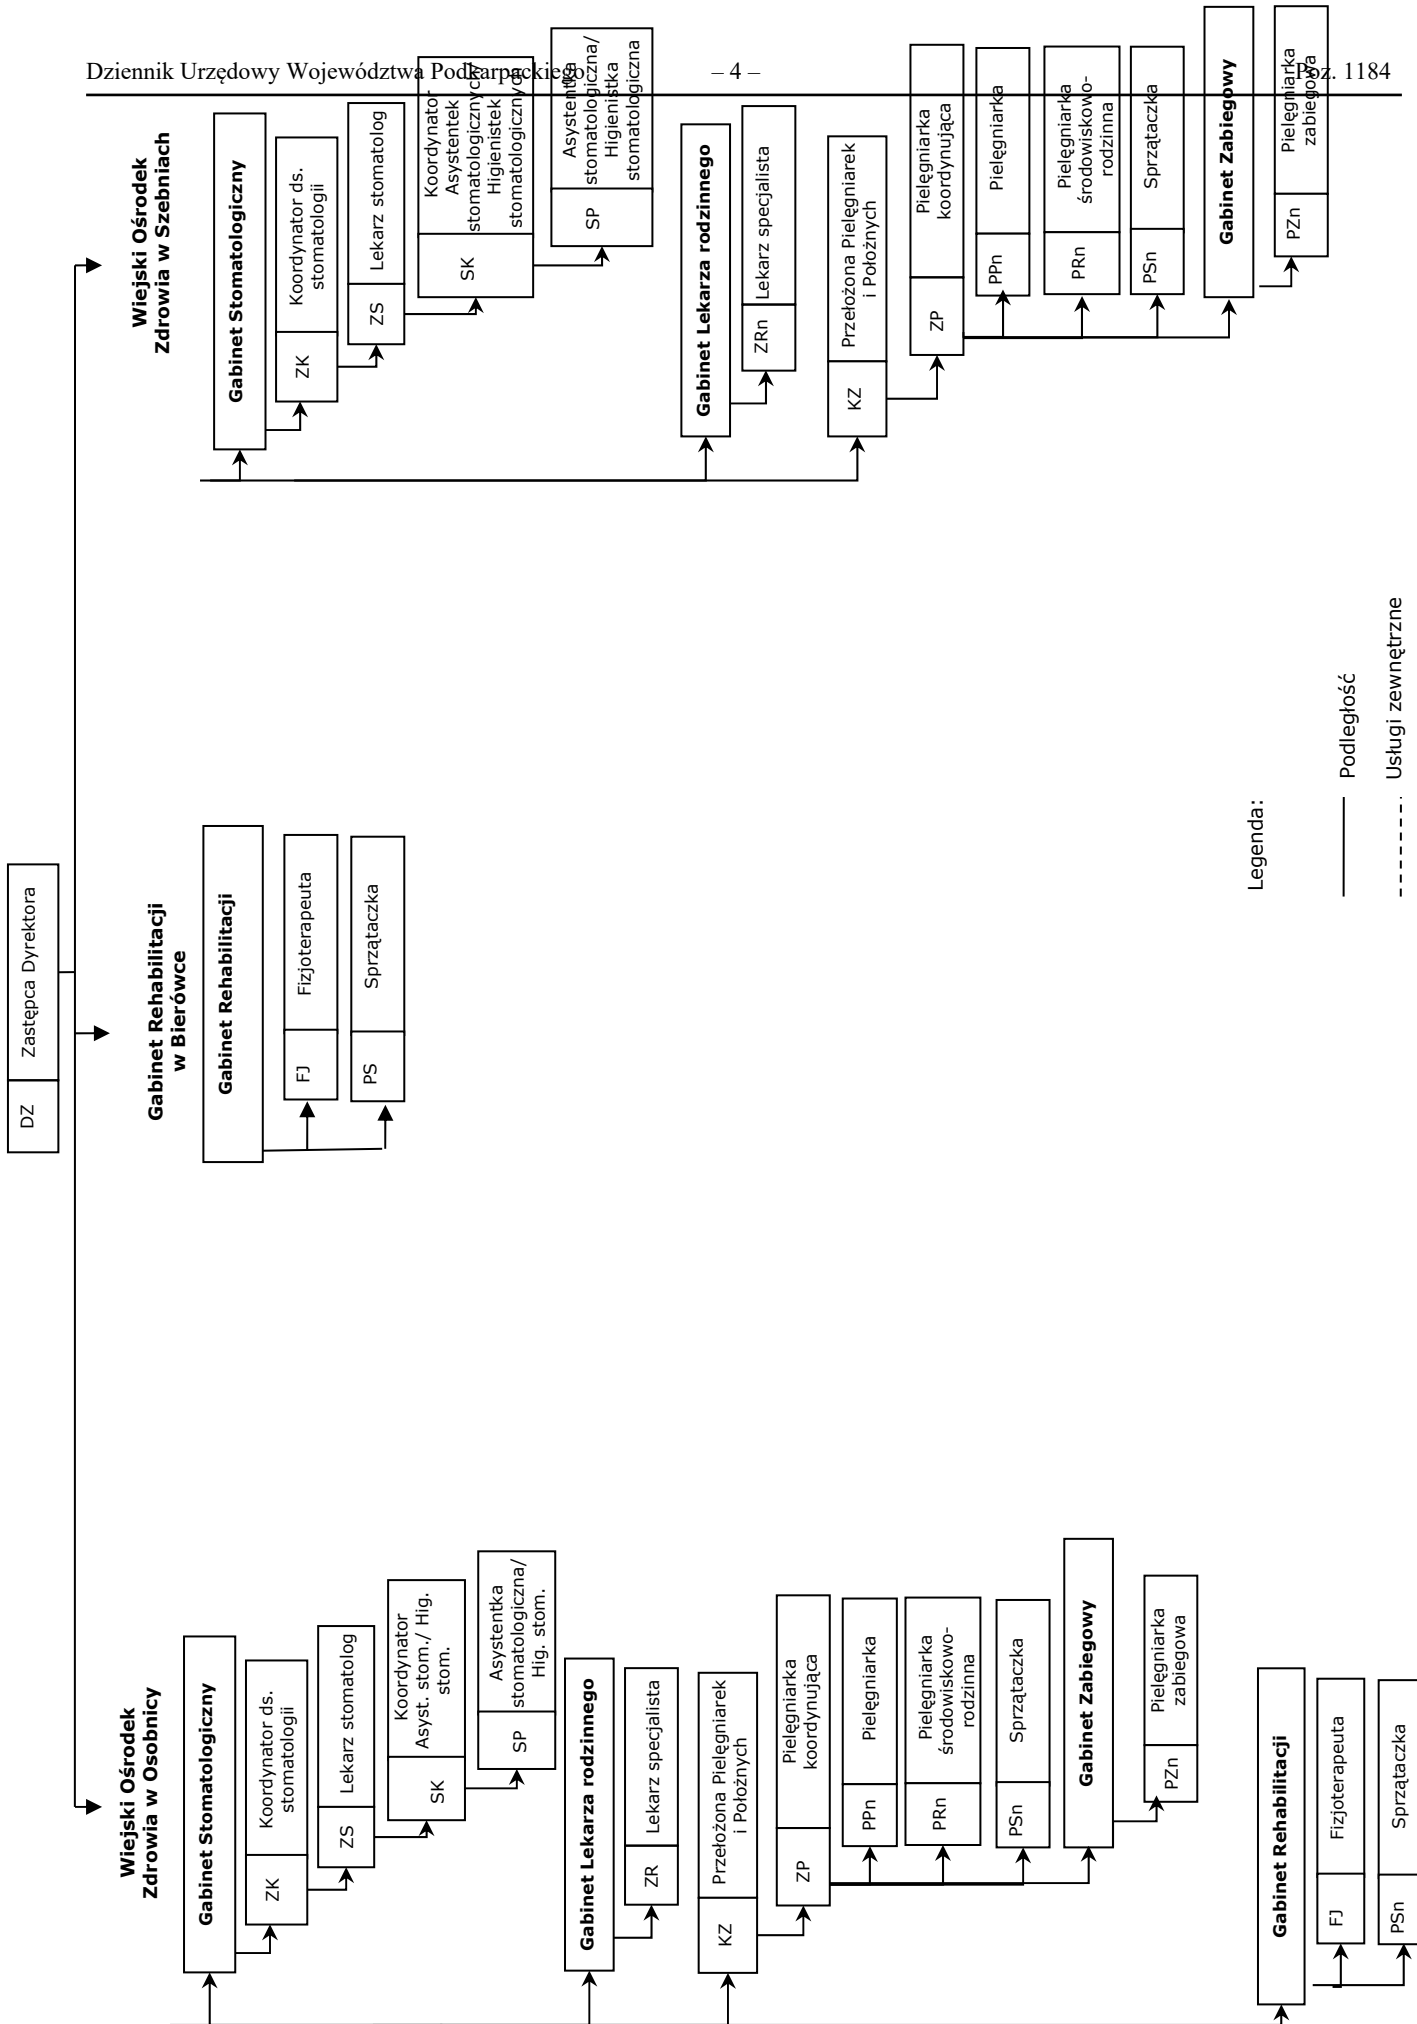 Dziennik Urzędowy Województwa Podkarpackiego
– 4 –
Poz. 1184
DZ
Zastępca Dyrektora
Wiejski Ośrodek
Zdrowia w Osobnicy
Gabinet Stomatologiczny
ZK
Koordynator ds.
stomatologii
ZS
Lekarz stomatolog
SK
Koordynator
Asyst. stom./ Hig.
stom.
SP
Asystentka
stomatologiczna/
Hig. stom.
Gabinet Lekarza rodzinnego
ZR
Lekarz specjalista
KZ
Przełożona Pielęgniarek
i Położnych
ZP
Pielęgniarka
koordynująca
PPn
Pielęgniarka
PRn
Pielęgniarka
środowiskowo-
rodzinna
PSn
Sprzątaczka
Gabinet Zabiegowy
PZn
Pielęgniarka
zabiegowa
Gabinet Rehabilitacji
FJ
Fizjoterapeuta
PSn
Sprzątaczka
Gabinet Rehabilitacji
w Bierówce
Gabinet Rehabilitacji
FJ
Fizjoterapeuta
PS
Sprzątaczka
Wiejski Ośrodek
Zdrowia w Szebniach
Gabinet Stomatologiczny
ZK
Koordynator ds.
stomatologii
ZS
Lekarz stomatolog
SK
Koordynator
Asystentek
stomatologicznych/
Higienistek
stomatologicznych
SP
Asystentka
stomatologiczna/
Higienistka
stomatologiczna
Gabinet Lekarza rodzinnego
ZRn
Lekarz specjalista
KZ
Przełożona Pielęgniarek
i Położnych
ZP
Pielęgniarka
koordynująca
PPn
Pielęgniarka
PRn
Pielęgniarka
środowiskowo-
rodzinna
PSn
Sprzątaczka
Gabinet Zabiegowy
PZn
Pielęgniarka
zabiegowa
Legenda:
Podległość
Usługi zewnętrzne